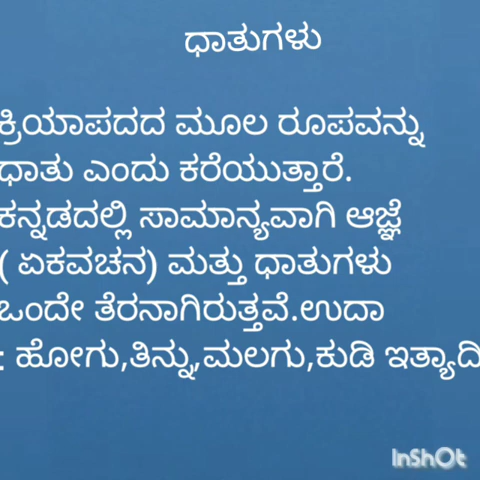 ಧಾತುಗಳು
ಕ್ರಿಯಾಪದದ ಮೂಲ ರೂಪವನ್ನು
ಧಾತು ಎಂದು ಕರೆಯುತ್ತಾರೆ.
ಕನ್ನಡದಲ್ಲಿ ಸಾಮಾನ್ಯವಾಗಿ ಆಜ್ಞೆ
( ಏಕವಚನ) ಮತ್ತು ಧಾತುಗಳು
ಒಂದೇ ತೆರನಾಗಿರುತ್ತವೆ.ಉದಾ
: ಹೋಗು,ತಿನ್ನು,ಮಲಗು,ಕುಡಿ ಇತ್ಯಾದಿ
InShOt